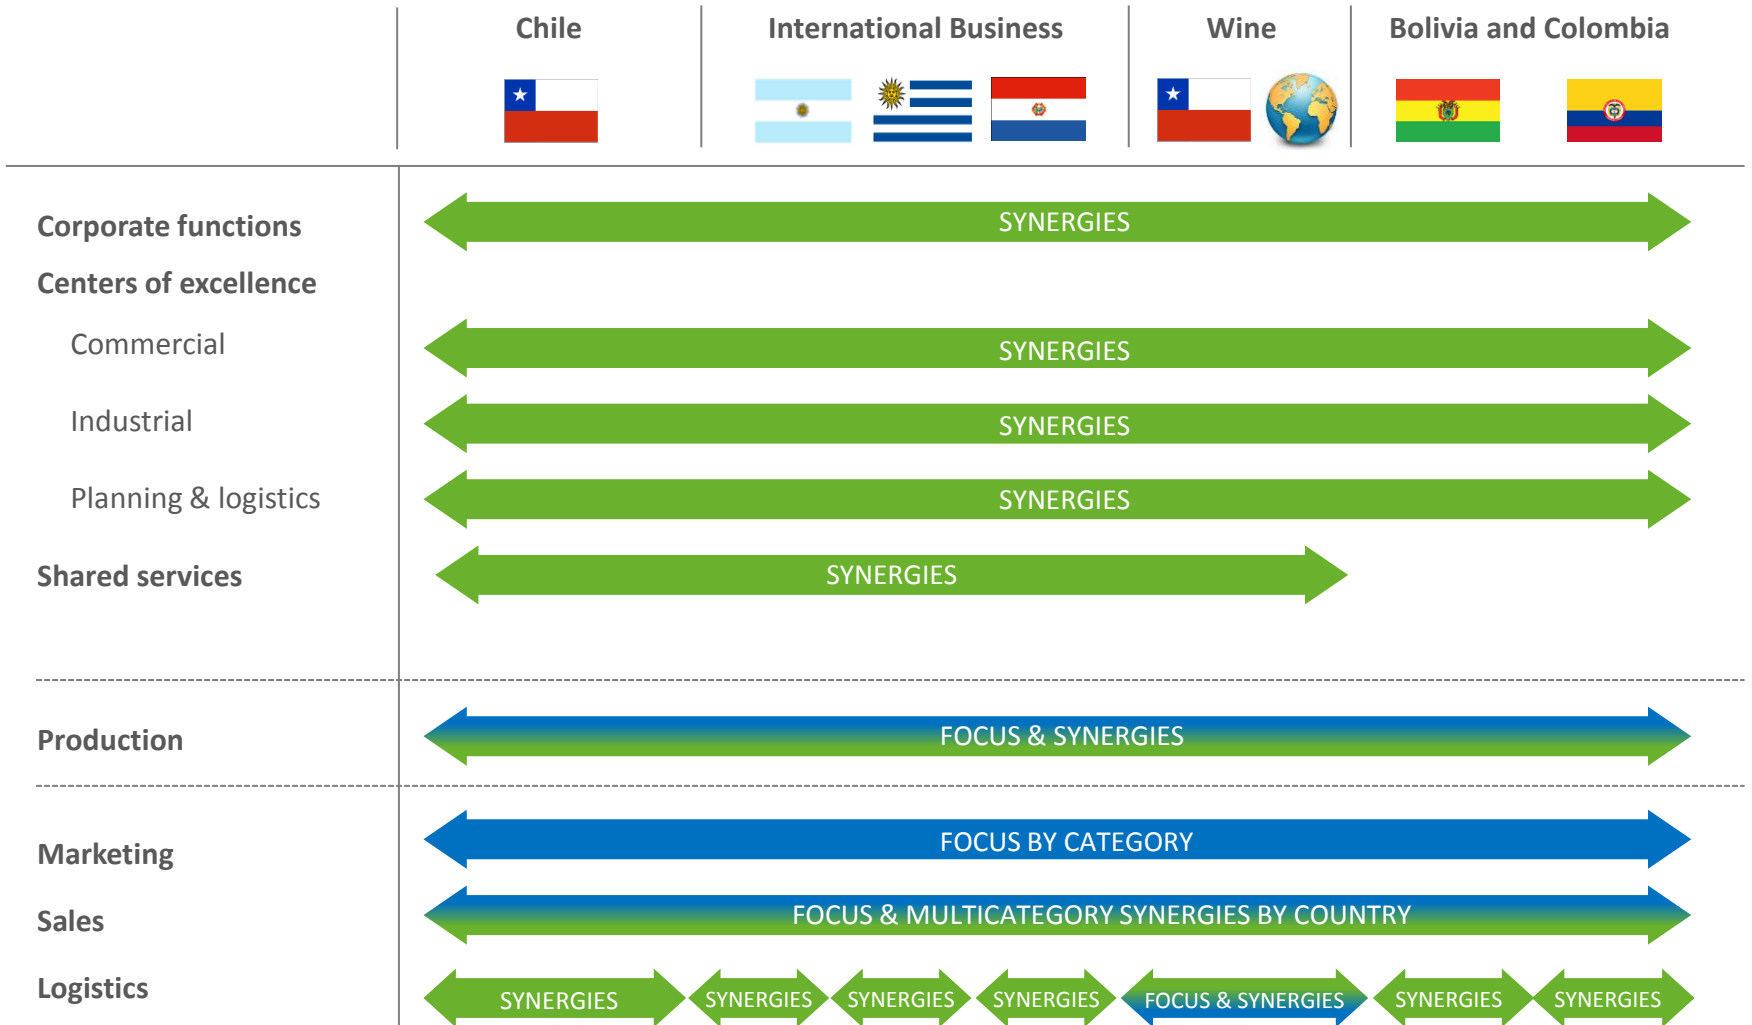 Chile
International Business
Wine
Bolivia and Colombia
Corporate functions
SYNERGIES
Centers of excellence
Commercial
SYNERGIES
Industrial
SYNERGIES
Planning & logistics
SYNERGIES
Shared services
SYNERGIES
Production
FOCUS & SYNERGIES
Marketing
FOCUS BY CATEGORY
Sales
FOCUS & MULTICATEGORY SYNERGIES BY COUNTRY
Logistics
SYNERGIES
SYNERGIES
SYNERGIES
SYNERGIES
FOCUS & SYNERGIES
SYNERGIES
SYNERGIES